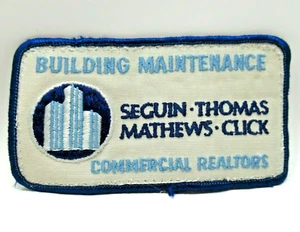 BUILDING MAINTENANCE
SEGUIN·THOMAS
MATHEWS·CLICK
COMMERCIAL REALTORS